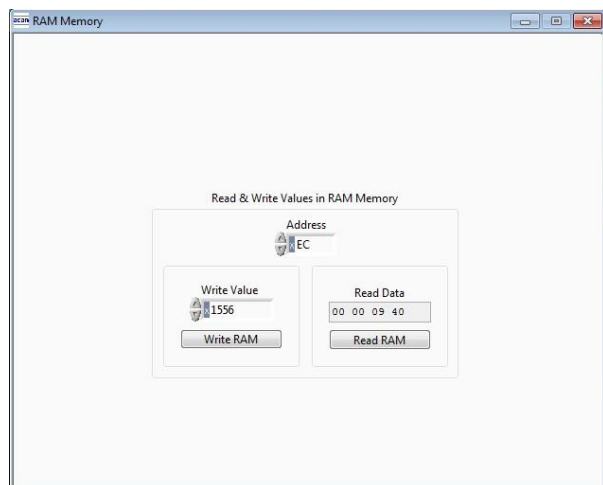 acan RAM Memory
Read & Write Values in RAM Memory
Address
x EC
Write Value
x 1556
Write RAM
Read Data
00 00 09 40
Read RAM